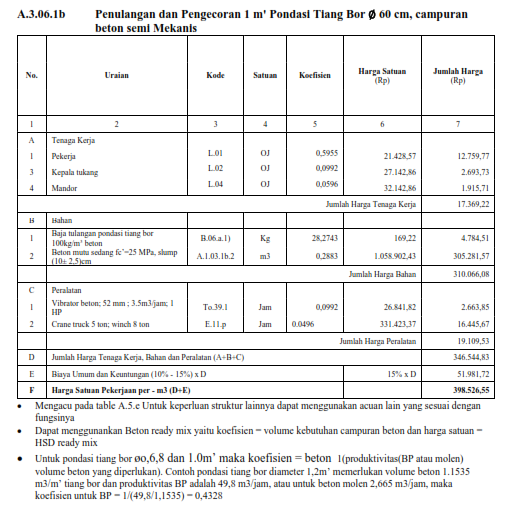 A.3.06.1b Penulangan dan Pengecoran 1 m' Pondasi Tiang Bor Ø 60 cm, campuran
beton semi Mekanis
No. Uraian Kode Satuan Koefisien Harga Satuan (Rp) Jumlah Harga (Rp)
1 2 3 4 5 6 7
A Tenaga Kerja
1 Pekerja L.01 OJ 0,5955 21.428,57 12.759,77
3 Kepala tukang L.02 OJ 0,0992 27.142,86 2.693,73
4 Mandor L.04 OJ 0,0596 32.142,86 1.915,71
Jumlah Harga Tenaga Kerja 17.369,22
B Bahan
1 Baja tulangan pondasi tiang bor 100kg/m³ beton B.06.a.1) Kg 28,2743 169,22 4.784,51
2 Beton mutu sedang fc'=25 MPa, slump (10± 2,5)cm A.1.03.1b.2 m3 0,2883 1.058.902,43 305.281,57
Jumlah Harga Bahan 310.066,08
C Peralatan
1 Vibrator beton; 52 mm ; 3.5m3/jam; 1 HP To.39.1 Jam 0,0992 26.841,82 2.663,85
2 Crane truck 5 ton; winch 8 ton E.11.p Jam 0.0496 331.423,37 16.445,67
Jumlah Harga Peralatan 19.109,53
D Jumlah Harga Tenaga Kerja, Bahan dan Peralatan (A+B+C) 346.544,83
E Biaya Umum dan Keuntungan (10% - 15%) x D 15% x D 51.981,72
F Harga Satuan Pekerjaan per - m3 (D+E) 398.526,55
• Mengacu pada table A.5.e Untuk keperluan struktur lainnya dapat menggunakan acuan lain yang sesuai dengan
fungsinya
• Dapat menggunankan Beton ready mix yaitu koefisien = volume kebutuhan campuran beton dan harga satuan =
HSD ready mix
• Untuk pondasi tiang bor øo,6,8 dan 1.0m' maka koefisien = beton 1(produktivitas(BP atau molen)
volume beton yang diperlukan). Contoh pondasi tiang bor diameter 1,2m' memerlukan volume beton 1.1535
m3/m' tiang bor dan produktivitas BP adalah 49,8 m3/jam, atau untuk beton molen 2,665 m3/jam, maka
koefisien untuk BP = 1/(49,8/1,1535) = 0,4328